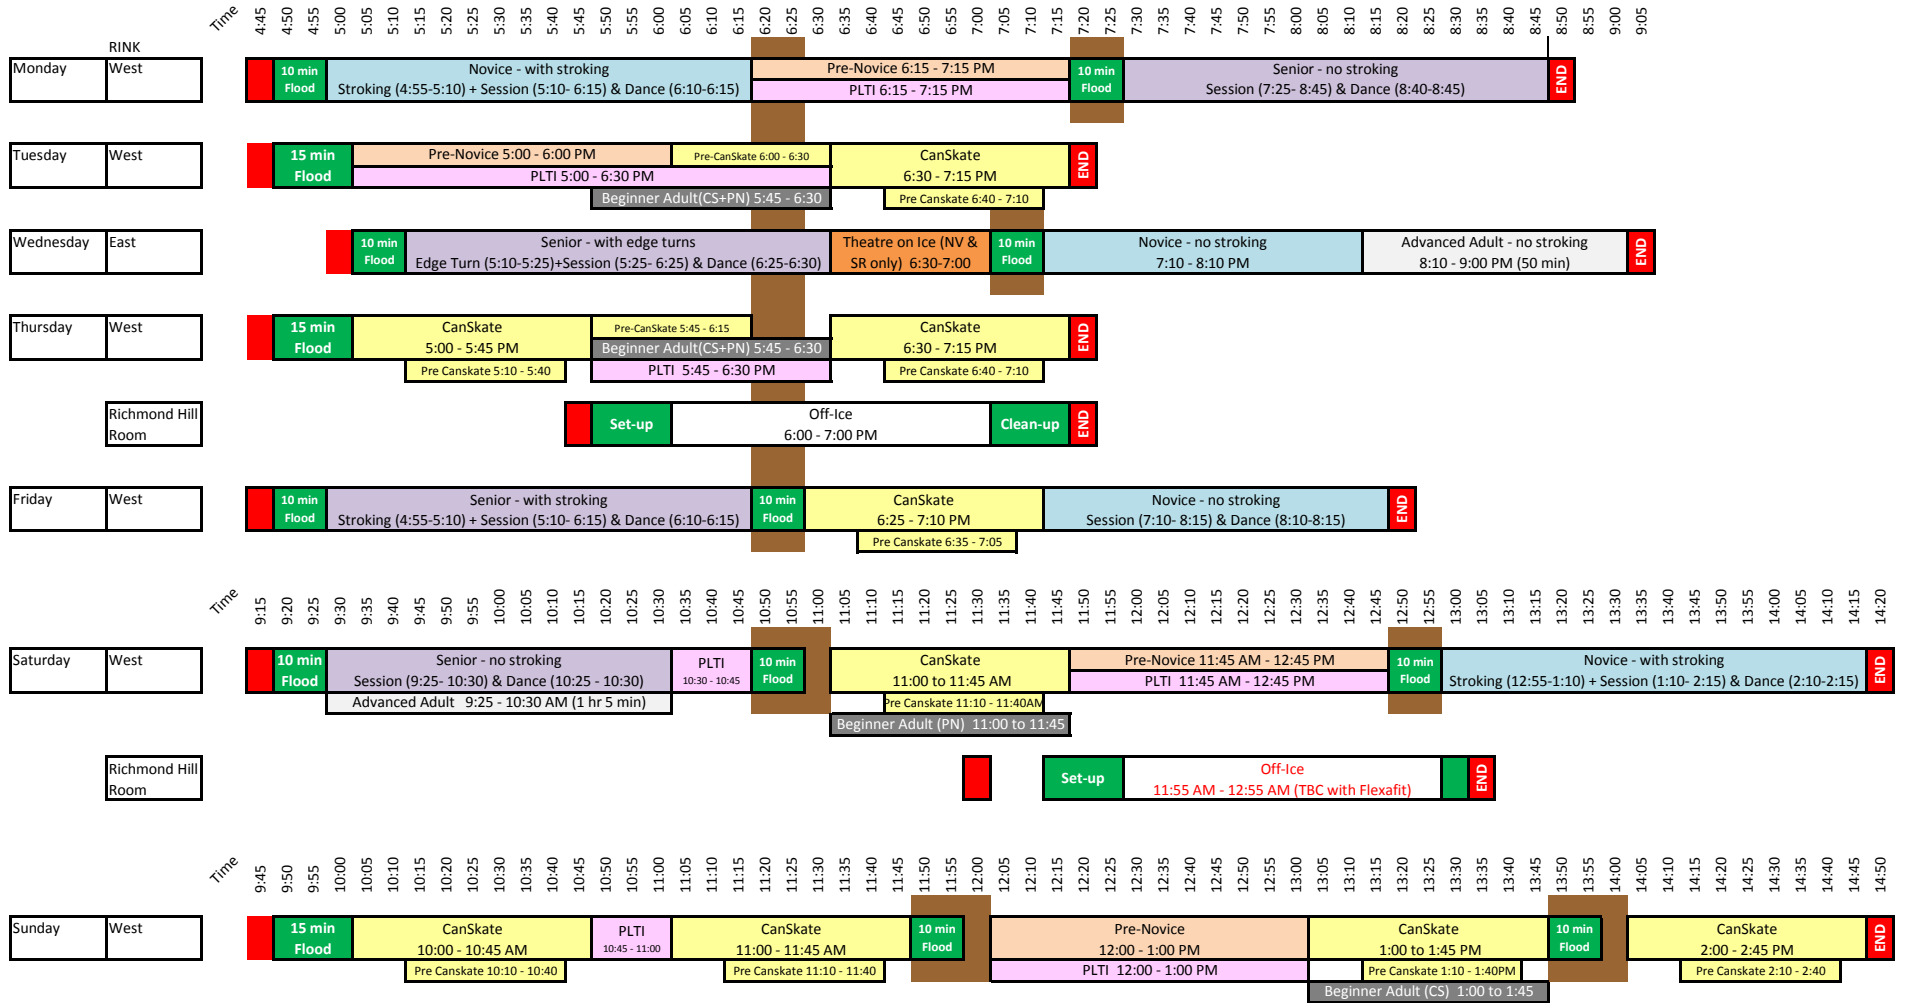 Time 4:45 4:50 4:55 5:00 5:05 5:10 5:15 5:20 5:25 5:30 5:35 5:40 5:45 5:50 5:55 6:00 6:05 6:10 6:15 6:20 6:25 6:30 6:35 6:40 6:45 6:50 6:55 7:00 7:05 7:10 7:15 7:20 7:25 7:30 7:35 7:40 7:45 7:50 7:55 8:00 8:05 8:10 8:15 8:20 8:25 8:30 8:35 8:40 8:45 8:50 8:55 9:00 9:05
RINK
Monday West 10 min Novice - with stroking Pre-Novice 6:15 - 7:15 PM 10 min Senior - no stroking END
Flood Stroking (4:55-5:10) + Session (5:10- 6:15) & Dance (6:10-6:15) PLTI 6:15 - 7:15 PM Flood Session (7:25- 8:45) & Dance (8:40-8:45)
Tuesday West 15 min Pre-Novice 5:00 - 6:00 PM Pre-CanSkate 6:00 - 6:30 CanSkate END
Flood PLTI 5:00 - 6:30 PM 6:30 - 7:15 PM
Beginner Adult(CS+PN) 5:45 - 6:30 Pre Canskate 6:40 - 7:10
Wednesday East 10 min Senior - with edge turns Theatre on Ice (NV & 10 min Novice - no stroking Advanced Adult - no stroking END
Flood Edge Turn (5:10-5:25)+Session (5:25- 6:25) & Dance (6:25-6:30) SR only) 6:30-7:00 Flood 7:10 - 8:10 PM 8:10 - 9:00 PM (50 min)
Thursday West 15 min CanSkate Pre-CanSkate 5:45 - 6:15 CanSkate END
Flood 5:00 - 5:45 PM Beginner Adult(CS+PN) 5:45 - 6:30 6:30 - 7:15 PM
Pre Canskate 5:10 - 5:40 PLTI 5:45 - 6:30 PM Pre Canskate 6:40 - 7:10
Richmond Hill Set-up Off-Ice Clean-up END
Room 6:00 - 7:00 PM
Friday West 10 min Senior - with stroking 10 min CanSkate Novice - no stroking END
Flood Stroking (4:55-5:10) + Session (5:10- 6:15) & Dance (6:10-6:15) Flood 6:25 - 7:10 PM Session (7:10- 8:15) & Dance (8:10-8:15)
Pre Canskate 6:35 - 7:05
Time 9:15 9:20 9:25 9:30 9:35 9:40 9:45 9:50 9:55 10:00 10:05 10:10 10:15 10:20 10:25 10:30 10:35 10:40 10:45 10:50 10:55 11:00 11:05 11:10 11:15 11:20 11:25 11:30 11:35 11:40 11:45 11:50 11:55 12:00 12:05 12:10 12:15 12:20 12:25 12:30 12:35 12:40 12:45 12:50 12:55 13:00 13:05 13:10 13:15 13:20 13:25 13:30 13:35 13:40 13:45 13:50 13:55 14:00 14:05 14:10 14:15 14:20
Saturday West 10 min Senior - no stroking PLTI 10 min CanSkate Pre-Novice 11:45 AM - 12:45 PM 10 min Novice - with stroking END
Flood Session (9:25- 10:30) & Dance (10:25 - 10:30) 10:30 - 10:45 Flood 11:00 to 11:45 AM PLTI 11:45 AM - 12:45 PM Flood Stroking (12:55-1:10) + Session (1:10- 2:15) & Dance (2:10-2:15)
Advanced Adult 9:25 - 10:30 AM (1 hr 5 min) Pre Canskate 11:10 - 11:40AM
Beginner Adult (PN) 11:00 to 11:45
Richmond Hill Set-up Off-Ice END
Room 11:55 AM - 12:55 AM (TBC with Flexafit)
Time 9:45 9:50 9:55 10:00 10:05 10:10 10:15 10:20 10:25 10:30 10:35 10:40 10:45 10:50 10:55 11:00 11:05 11:10 11:15 11:20 11:25 11:30 11:35 11:40 11:45 11:50 11:55 12:00 12:05 12:10 12:15 12:20 12:25 12:30 12:35 12:40 12:45 12:50 12:55 13:00 13:05 13:10 13:15 13:20 13:25 13:30 13:35 13:40 13:45 13:50 13:55 14:00 14:05 14:10 14:15 14:20 14:25 14:30 14:35 14:40 14:45 14:50
Sunday West 15 min CanSkate PLTI CanSkate 10 min Pre-Novice CanSkate 10 min CanSkate END
Flood 10:00 - 10:45 AM 10:45 - 11:00 11:00 - 11:45 AM Flood 12:00 - 1:00 PM 1:00 to 1:45 PM Flood 2:00 - 2:45 PM
Pre Canskate 10:10 - 10:40 Pre Canskate 11:10 - 11:40 PLTI 12:00 - 1:00 PM Pre Canskate 1:10 - 1:40PM Pre Canskate 2:10 - 2:40
Beginner Adult (CS) 1:00 to 1:45